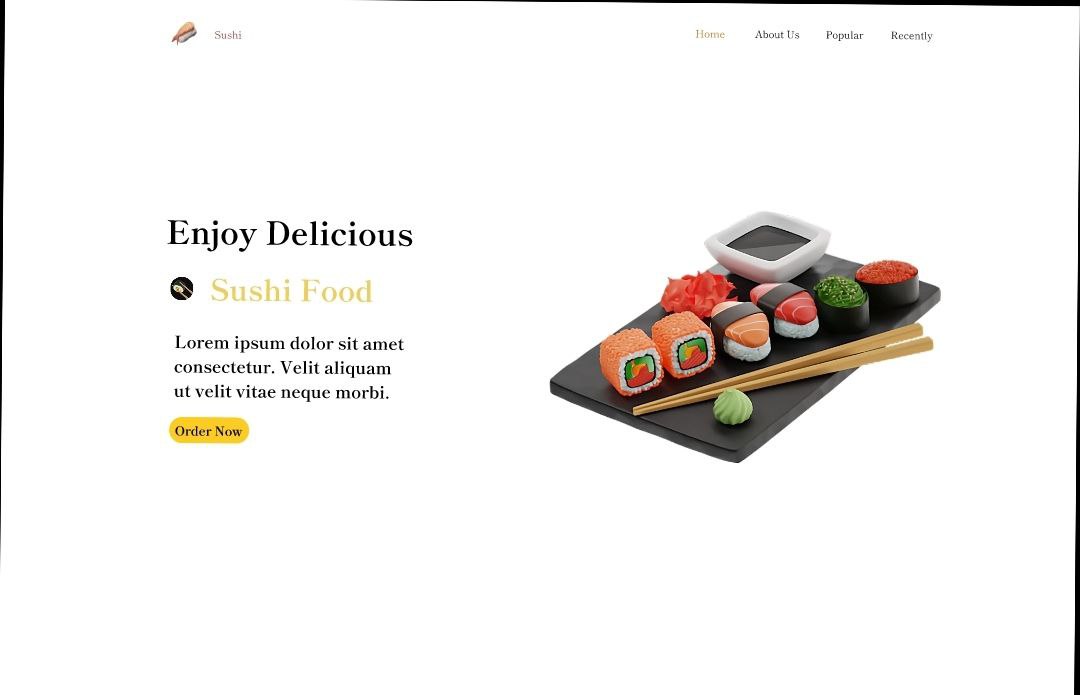 Sushi
Home
About Us
Popular
Recently
Enjoy Delicious
Sushi Food
Lorem ipsum dolor sit amet
consectetur. Velit aliquam
ut velit vitae neque morbi.
Order Now